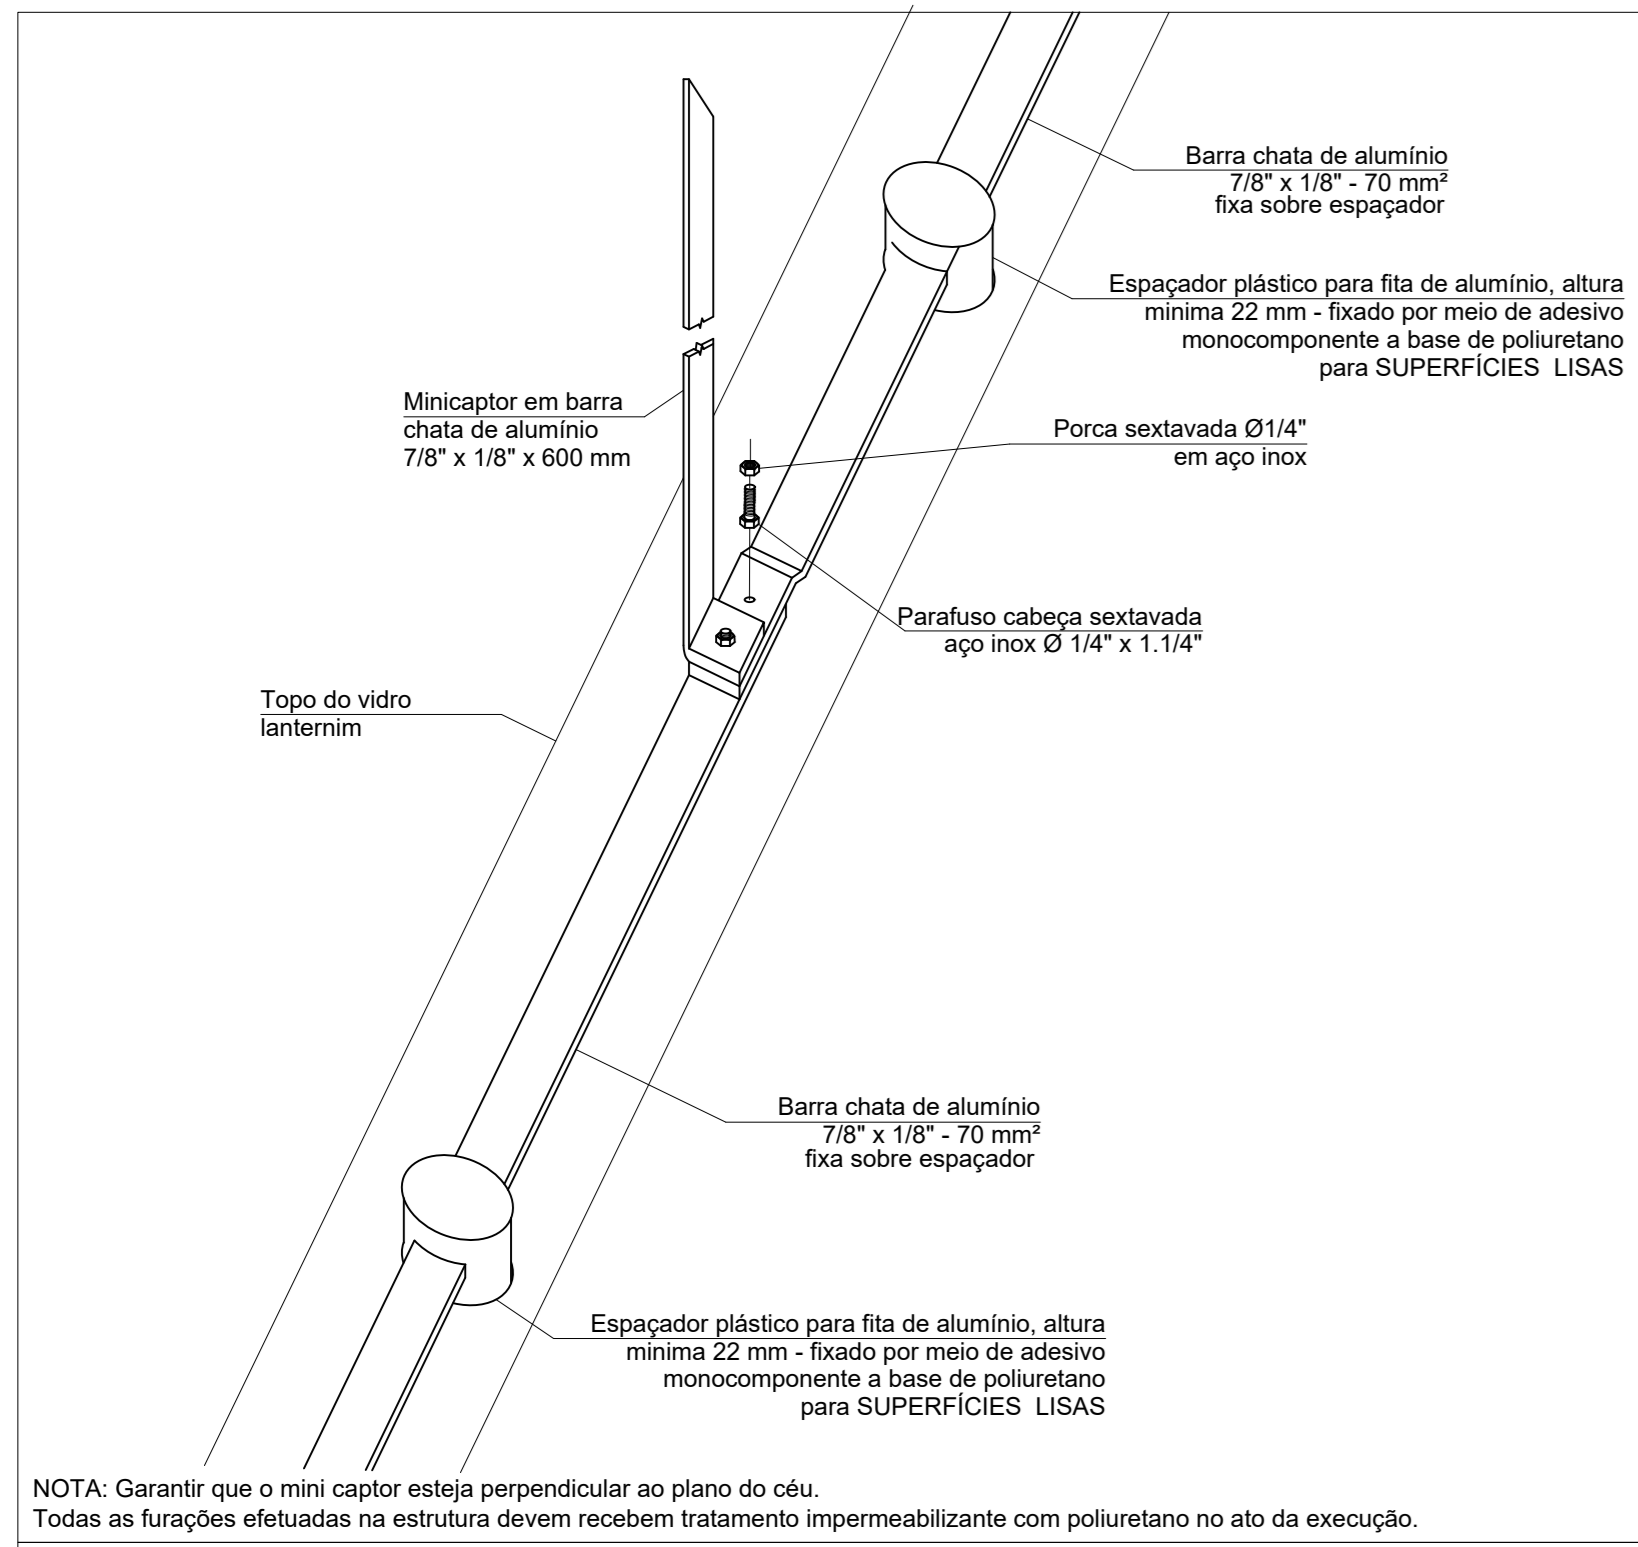 Barra chata de alumínio
7/8" x 1/8" - 70 mm²
fixa sobre espaçador
Espaçador plástico para fita de alumínio, altura
minima 22 mm - fixado por meio de adesivo
monocomponente a base de poliuretano
para SUPERFÍCIES LISAS
Minicaptor em barra
chata de alumínio
7/8" x 1/8" x 600 mm
Porca sextavada Ø1/4"
em aço inox
Parafuso cabeça sextavada
aço inox Ø 1/4" x 1.1/4"
Topo do vidro
lanternim
Barra chata de alumínio
7/8" x 1/8" - 70 mm²
fixa sobre espaçador
Espaçador plástico para fita de alumínio, altura
minima 22 mm - fixado por meio de adesivo
monocomponente a base de poliuretano
para SUPERFÍCIES LISAS
NOTA: Garantir que o mini captor esteja perpendicular ao plano do céu.
Todas as furações efetuadas na estrutura devem recebem tratamento impermeabilizante com poliuretano no ato da execução.